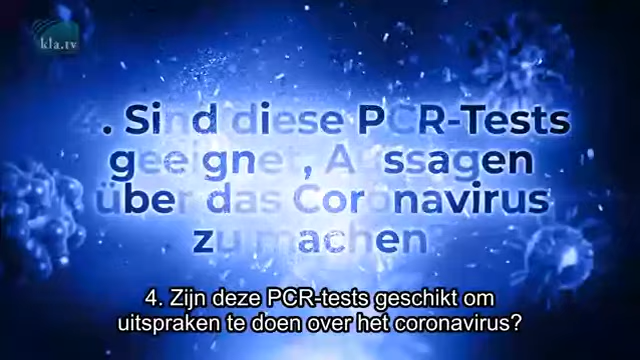 kla.tv
. Sind diese PCR-Tests
geeignet, Aussagen
über das Coronavirus
zu machen
4. Zijn deze PCR-tests geschikt om
uitspraken te doen over het coronavirus?